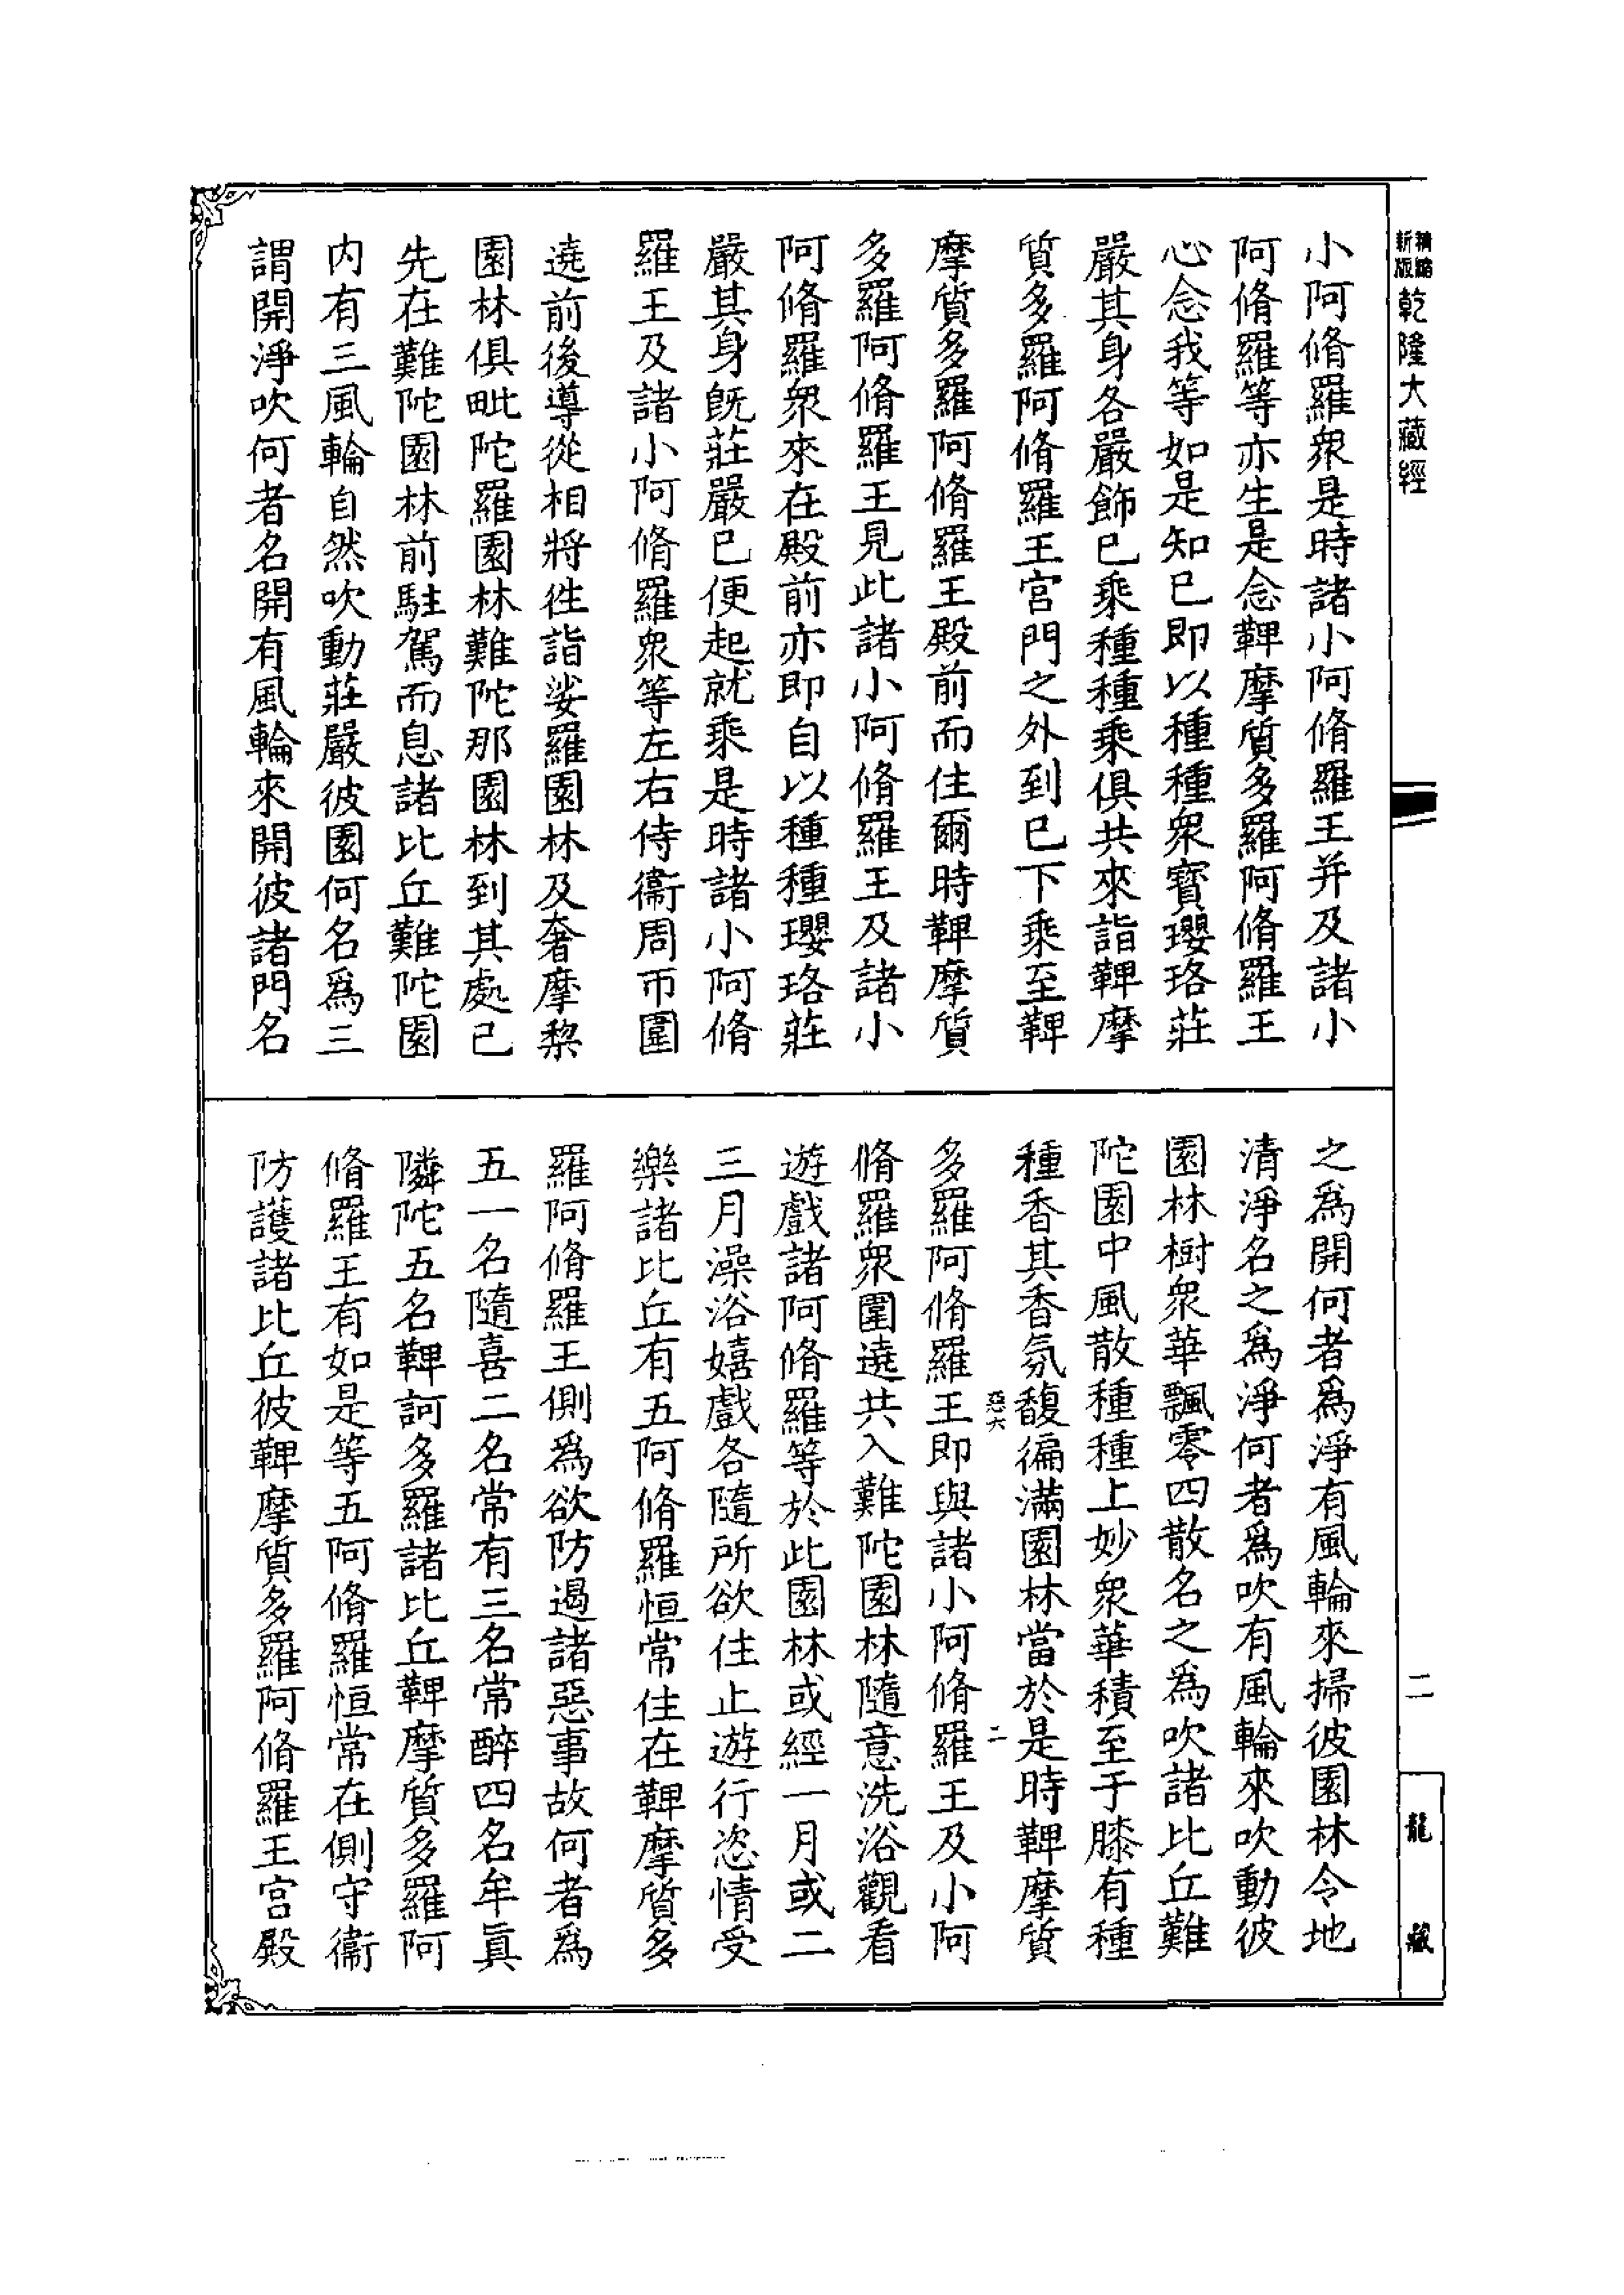 新版
精縮
乾隆大藏經
小阿脩羅衆是時諸小阿脩羅王并及諸小
阿脩羅等亦生是念鞞摩質多羅阿脩羅王
心念我等如是知已即以種種衆寶瓔珞莊
嚴其身各嚴飾已乘種種乘俱共來詣鞞摩
質多羅阿脩羅王宮門之外到已下乘至鞞
摩質多羅阿脩羅王殿前而住爾時鞞摩質
多羅阿脩羅王見此諸小阿脩羅王及諸小
阿脩羅衆來在殿前亦即自以種種瓔珞莊
嚴其身既莊嚴已便起就乘是時諸小阿脩
羅王及諸小阿脩羅衆等左右侍衞周帀圍
遶前後導從相將徃詣娑羅園林及奢摩梨
園林俱毗陀羅園林難陀那園林到其處已
先在難陀園林前駐駕而息諸比丘難陀園
内有三風輪自然吹動莊嚴彼園何名爲三
謂開淨吹何者名開有風輪來開彼諸門名
之爲開何者爲淨有風輪來掃彼園林令地
清淨名之爲淨何者爲吹有風輪來吹動彼
園林樹衆華飄零四散名之爲吹諸比丘難
陀園中風散種種上妙衆華積至于膝有種
種香其香氛馥徧滿園林當於是時鞞摩質
惡六
二
多羅阿脩羅王即與諸小阿脩羅王及小阿
脩羅衆圍遶共入難陀園林隨意洗浴觀看
遊戲諸阿脩羅等於此園林或經一月或二
三月澡浴嬉戲各隨所欲住止遊行恣情受
樂諸比丘有五阿脩羅恒常住在鞞摩質多
羅阿脩羅王側爲欲防遏諸惡事故何者爲
五一名隨喜二名常有三名常醉四名牟眞
隣陀五名鞞訶多羅諸比丘鞞摩質多羅阿
脩羅王有如是等五阿脩羅恒常在側守衞
防護諸比丘彼鞞摩質多羅阿脩羅王宮殿
二
龍藏